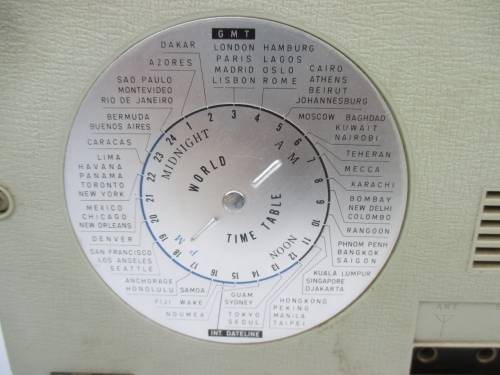 GMT
LONDON
PARIS
MADRID
LISBON
HAMBURG
LAGOS
OSLO
ROME
CAIRO
ATHENS
BEIRUT
JOHANNESBURG
MOSCOW
BAGHDAD
KUWAIT
NAIROBI
TEHERAN
MECCA
KARACHI
BOMBAY
NEW DELHI
COLOMBO
RANGOON
PHNOM PENH
BANGKOK
SAIGON
KUALA LUMPUR
SINGAPORE
DJAKARTA
HONGKONG
PEKING
MANILA
TAIPEI
TOKYO
SEOUL
GUAM
SYDNEY
INT. DATELINE
NOUMEA
FIJI WAKE
SAMOA
ANCHORAGE
HONOLULU
SAN FRANCISCO
LOS ANGELES
SEATTLE
DENVER
MEXICO
CHICAGO
NEW ORLEANS
LIMA
HAVANA
PANAMA
TORONTO
NEW YORK
CARACAS
BERMUDA
BUENOS AIRES
SAO PAULO
MONTEVIDEO
RIO DE JANEIRO
AZORES
DAKAR
1 2 3 4 5 6 7 8 9 10 11 12 13 14 15 16 17 18 19 20 21 22 23 24
MIDNIGHT
AM
NOON
PM
WORLD
TIME TABLE
ANT